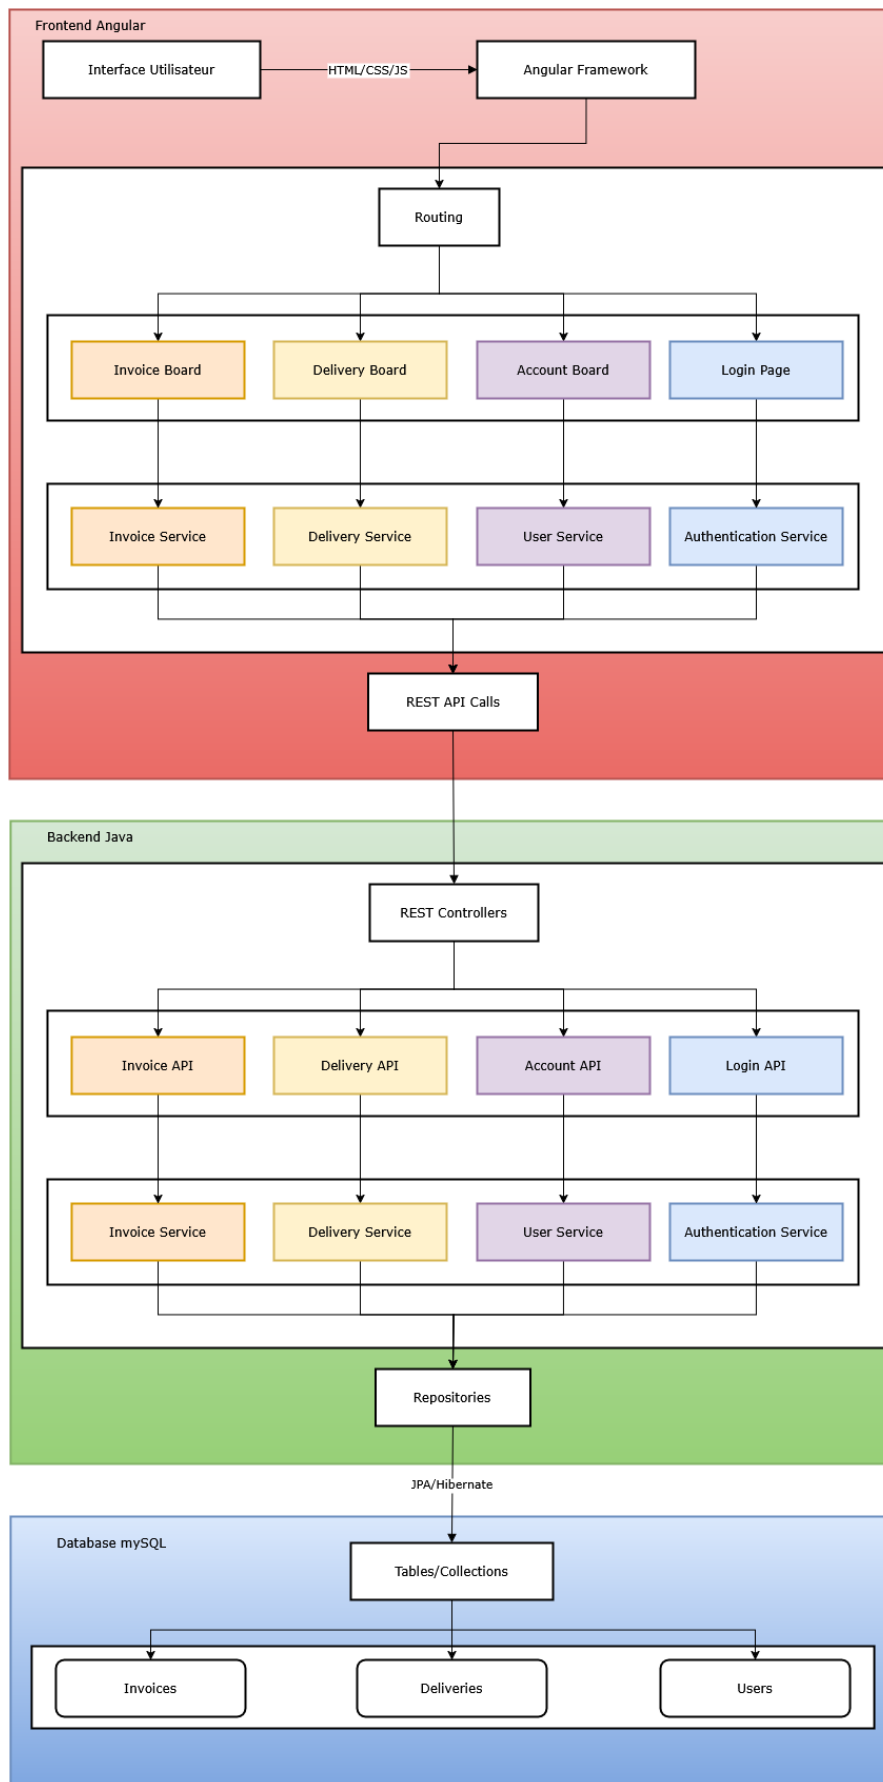 Frontend Angular
Interface Utilisateur
HTML/CSS/JS
Angular Framework
Routing
Invoice Board
Delivery Board
Account Board
Login Page
Invoice Service
Delivery Service
User Service
Authentication Service
REST API Calls
Backend Java
REST Controllers
Invoice API
Delivery API
Account API
Login API
Invoice Service
Delivery Service
User Service
Authentication Service
Repositories
JPA/Hibernate
Database mySQL
Tables/Collections
Invoices
Deliveries
Users